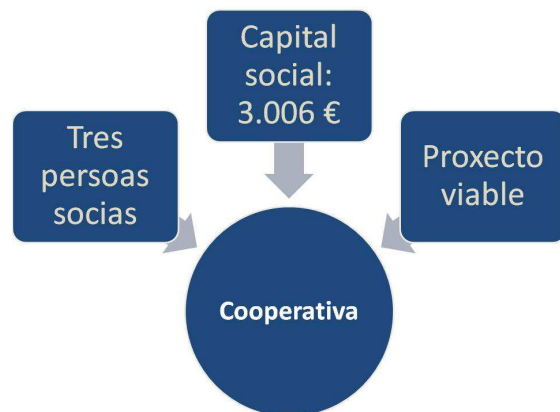 Tres
persoas
socias
Capital
social:
3.006 €
Proxecto
viable
Cooperativa